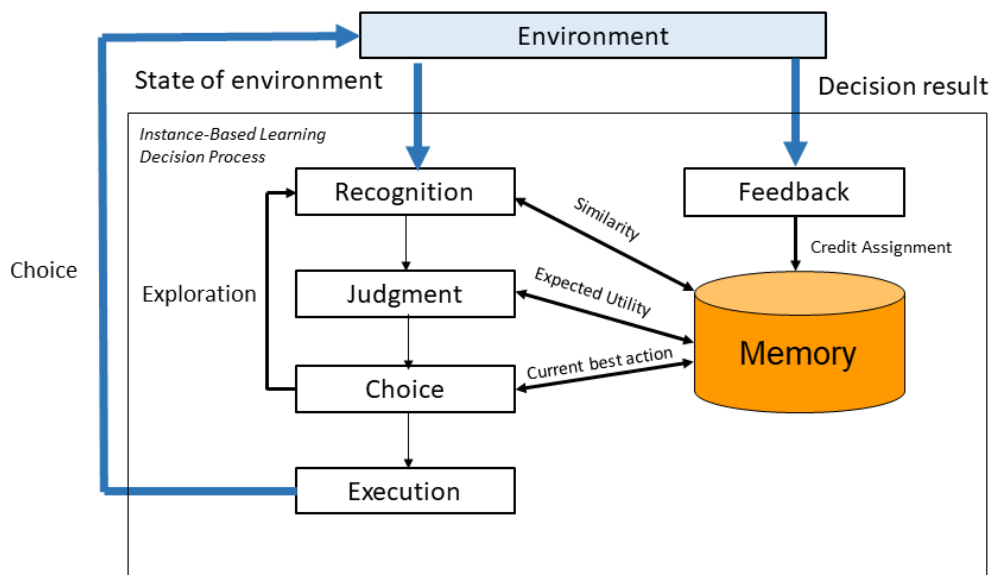 Environment
State of environment
Decision result
Instance-Based Learning
Decision Process
Recognition
Feedback
Similarity
Credit Assignment
Choice
Exploration
Judgment
Expected Utility
Memory
Current best action
Choice
Execution